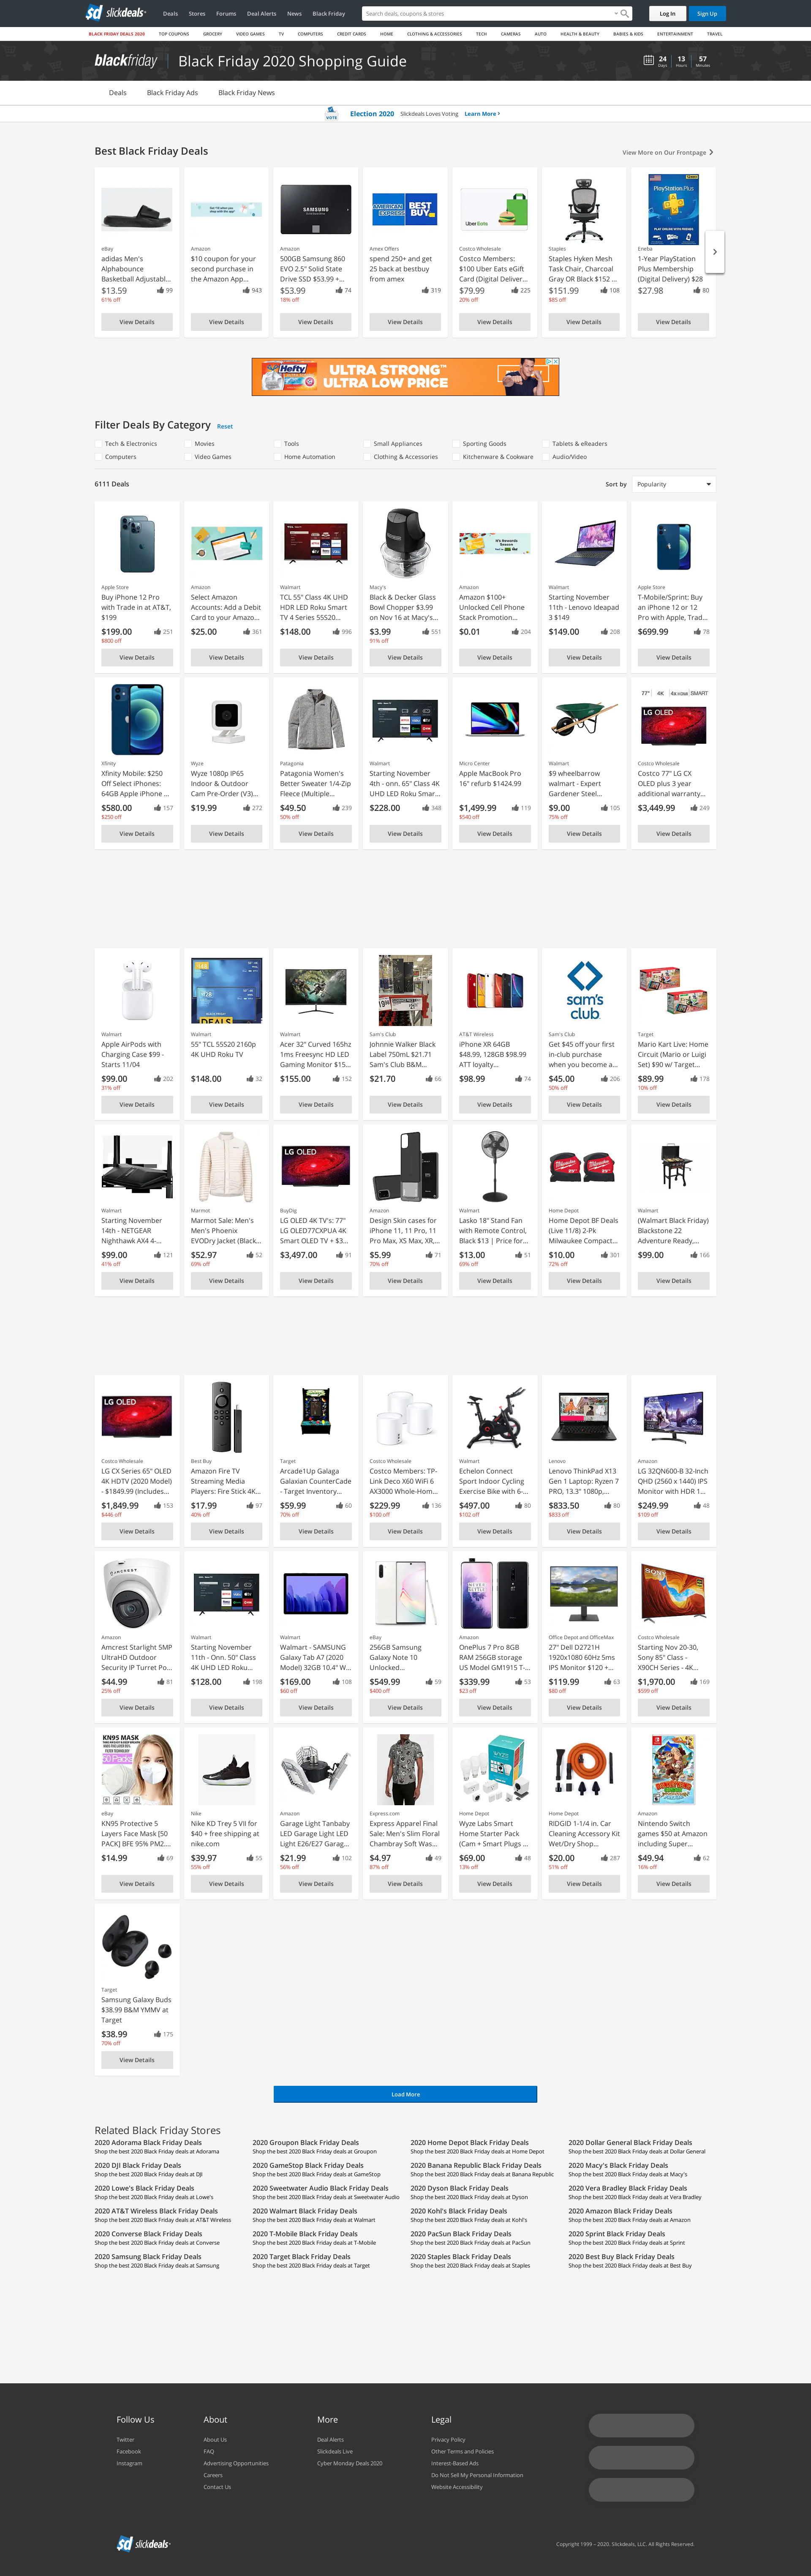 slickdeals
Deals Stores Forums Deal Alerts News Black Friday
Search deals, coupons & stores
Log In
Sign Up
BLACK FRIDAY DEALS 2020 TOP COUPONS GROCERY VIDEO GAMES TV COMPUTERS CREDIT CARDS HOME CLOTHING & ACCESSORIES TECH CAMERAS AUTO HEALTH & BEAUTY BABIES & KIDS ENTERTAINMENT TRAVEL
blackfriday Black Friday 2020 Shopping Guide
24 Days 13 Hours 57 Minutes
Deals Black Friday Ads Black Friday News
VOTE Election 2020 Slickdeals Loves Voting Learn More
Best Black Friday Deals
View More on Our Frontpage
eBay
adidas Men's
Alphabounce
Basketball Adjustabl...
$13.59 99
61% off
View Details
Amazon
$10 coupon for your
second purchase in
the Amazon App...
943
View Details
SAMSUNG
Amazon
500GB Samsung 860
EVO 2.5" Solid State
Drive SSD $53.99 +...
$53.99 74
18% off
View Details
AMERICAN EXPRESS BEST BUY
Amex Offers
spend 250+ and get
25 back at bestbuy
from amex
319
View Details
Uber Eats
Costco Wholesale
Costco Members:
$100 Uber Eats eGift
Card (Digital Deliver...
$79.99 225
20% off
View Details
Staples
Staples Hyken Mesh
Task Chair, Charcoal
Gray OR Black $152 ...
$151.99 108
$85 off
View Details
PlayStation Plus
Eneba
1-Year PlayStation
Plus Membership
(Digital Delivery) $28
$27.98 80
View Details
Hefty ULTRA STRONG™
ULTRA LOW PRICE
Filter Deals By Category Reset
Tech & Electronics Movies Tools Small Appliances Sporting Goods Tablets & eReaders
Computers Video Games Home Automation Clothing & Accessories Kitchenware & Cookware Audio/Video
6111 Deals
Sort by Popularity
Apple Store
Buy iPhone 12 Pro
with Trade in at AT&T,
$199
$199.00 251
$800 off
View Details
Amazon
Select Amazon
Accounts: Add a Debit
Card to your Amazo...
$25.00 361
View Details
Walmart
TCL 55" Class 4K UHD
HDR LED Roku Smart
TV 4 Series 55S20...
$148.00 996
View Details
Macy's
Black & Decker Glass
Bowl Chopper $3.99
on Nov 16 at Macy's...
$3.99 551
91% off
View Details
Amazon
Amazon $100+
Unlocked Cell Phone
Stack Promotion...
$0.01 204
View Details
Walmart
Starting November
11th - Lenovo Ideapad
3 $149
$149.00 208
View Details
Apple Store
T-Mobile/Sprint: Buy
an iPhone 12 or 12
Pro with Apple, Trad...
$699.99 78
View Details
Xfinity
Xfinity Mobile: $250
Off Select iPhones:
64GB Apple iPhone ...
$580.00 157
$250 off
View Details
Wyze
Wyze 1080p IP65
Indoor & Outdoor
Cam Pre-Order (V3)...
$19.99 272
View Details
Patagonia
Patagonia Women's
Better Sweater 1/4-Zip
Fleece (Multiple...
$49.50 239
50% off
View Details
Walmart
Starting November
4th - onn. 65" Class 4K
UHD LED Roku Smar...
$228.00 348
View Details
Micro Center
Apple MacBook Pro
16" refurb $1424.99
$1,499.99 119
$540 off
View Details
Walmart
$9 wheelbarrow
walmart - Expert
Gardener Steel...
$9.00 105
75% off
View Details
77" 4K 4x HDMI SMART
LG OLED
Costco Wholesale
Costco 77" LG CX
OLED plus 3 year
additional warranty...
$3,449.99 249
View Details
Walmart
Apple AirPods with
Charging Case $99 -
Starts 11/04
$99.00 202
31% off
View Details
Walmart
55" TCL 55S20 2160p
4K UHD Roku TV
$148.00 32
View Details
Walmart
Acer 32" Curved 165hz
1ms Freesync HD LED
Gaming Monitor $15...
$155.00 152
View Details
Sam's Club
Johnnie Walker Black
Label 750mL $21.71
Sam's Club B&M...
$21.70 66
View Details
AT&T Wireless
iPhone XR 64GB
$48.99, 128GB $98.99
ATT loyalty...
$98.99 74
View Details
sam's club
Sam's Club
Get $45 off your first
in-club purchase
when you become a...
$45.00 206
50% off
View Details
Target
Mario Kart Live: Home
Circuit (Mario or Luigi
Set) $90 w/ Target...
$89.99 178
10% off
View Details
Walmart
Starting November
14th - NETGEAR
Nighthawk AX4 4-...
$99.00 121
41% off
View Details
Marmot
Marmot Sale: Men's
Men's Phoenix
EVODry Jacket (Black...
$52.97 52
69% off
View Details
LG OLED
BuyDig
LG OLED 4K TV's: 77"
LG OLED77CXPUA 4K
Smart OLED TV + $3...
$3,497.00 91
View Details
Amazon
Design Skin cases for
iPhone 11, 11 Pro, 11
Pro Max, XS Max, XR,...
$5.99 71
70% off
View Details
Walmart
Lasko 18" Stand Fan
with Remote Control,
Black $13 | Price for...
$13.00 51
69% off
View Details
Home Depot
Home Depot BF Deals
(Live 11/8) 2-Pk
Milwaukee Compact...
$10.00 301
72% off
View Details
Walmart
(Walmart Black Friday)
Blackstone 22
Adventure Ready,...
$99.00 166
View Details
LG OLED
Costco Wholesale
LG CX Series 65" OLED
4K HDTV (2020 Model)
- $1849.99 (Includes...
$1,849.99 153
$446 off
View Details
Best Buy
Amazon Fire TV
Streaming Media
Players: Fire Stick 4K...
$17.99 97
40% off
View Details
Target
Arcade1Up Galaga
Galaxian CounterCade
- Target Inventory...
$59.99 60
70% off
View Details
Costco Wholesale
Costco Members: TP-
Link Deco X60 WiFi 6
AX3000 Whole-Hom...
$229.99 136
$100 off
View Details
Walmart
Echelon Connect
Sport Indoor Cycling
Exercise Bike with 6-...
$497.00 80
$102 off
View Details
Lenovo
Lenovo ThinkPad X13
Gen 1 Laptop: Ryzen 7
PRO, 13.3" 1080p,...
$833.50 80
$833 off
View Details
Amazon
LG 32QN600-B 32-Inch
QHD (2560 x 1440) IPS
Monitor with HDR 1...
$249.99 48
$109 off
View Details
AMCREST
Amazon
Amcrest Starlight 5MP
UltraHD Outdoor
Security IP Turret Po...
$44.99 81
25% off
View Details
Walmart
Starting November
11th - Onn. 50" Class
4K UHD LED Roku...
$128.00 198
View Details
Walmart
Walmart - SAMSUNG
Galaxy Tab A7 (2020
Model) 32GB 10.4" W...
$169.00 108
$60 off
View Details
eBay
256GB Samsung
Galaxy Note 10
Unlocked...
$549.99 59
$400 off
View Details
Amazon
OnePlus 7 Pro 8GB
RAM 256GB storage
US Model GM1915 T-...
$339.99 53
$23 off
View Details
Office Depot and OfficeMax
27" Dell D2721H
1920x1080 60Hz 5ms
IPS Monitor $120 +...
$119.99 63
$80 off
View Details
SONY
Costco Wholesale
Starting Nov 20-30,
Sony 85" Class -
X90CH Series - 4K...
$1,970.00 169
$599 off
View Details
KN95 MASK
50 Packs
eBay
KN95 Protective 5
Layers Face Mask [50
PACK] BFE 95% PM2....
$14.99 69
View Details
Nike
Nike KD Trey 5 VII for
$40 + free shipping at
nike.com
$39.97 55
55% off
View Details
Amazon
Garage Light Tanbaby
LED Garage Light LED
Light E26/E27 Garag...
$21.99 102
56% off
View Details
Express.com
Express Apparel Final
Sale: Men's Slim Floral
Chambray Soft Was...
$4.97 49
87% off
View Details
Home Depot
Wyze Labs Smart
Home Starter Pack
(Cam + Smart Plugs ...
$69.00 48
13% off
View Details
Home Depot
RIDGID 1-1/4 in. Car
Cleaning Accessory Kit
Wet/Dry Shop...
$20.00 287
51% off
View Details
Amazon
Nintendo Switch
games $50 at Amazon
including Super...
$49.94 62
16% off
View Details
Target
Samsung Galaxy Buds
$38.99 B&M YMMV at
Target
$38.99 175
70% off
View Details
Load More
Related Black Friday Stores
2020 Adorama Black Friday Deals
Shop the best 2020 Black Friday deals at Adorama
2020 Groupon Black Friday Deals
Shop the best 2020 Black Friday deals at Groupon
2020 Home Depot Black Friday Deals
Shop the best 2020 Black Friday deals at Home Depot
2020 Dollar General Black Friday Deals
Shop the best 2020 Black Friday deals at Dollar General
2020 DJI Black Friday Deals
Shop the best 2020 Black Friday deals at DJI
2020 GameStop Black Friday Deals
Shop the best 2020 Black Friday deals at GameStop
2020 Banana Republic Black Friday Deals
Shop the best 2020 Black Friday deals at Banana Republic
2020 Macy's Black Friday Deals
Shop the best 2020 Black Friday deals at Macy's
2020 Lowe's Black Friday Deals
Shop the best 2020 Black Friday deals at Lowe's
2020 Sweetwater Audio Black Friday Deals
Shop the best 2020 Black Friday deals at Sweetwater Audio
2020 Dyson Black Friday Deals
Shop the best 2020 Black Friday deals at Dyson
2020 Vera Bradley Black Friday Deals
Shop the best 2020 Black Friday deals at Vera Bradley
2020 AT&T Wireless Black Friday Deals
Shop the best 2020 Black Friday deals at AT&T Wireless
2020 Walmart Black Friday Deals
Shop the best 2020 Black Friday deals at Walmart
2020 Kohl's Black Friday Deals
Shop the best 2020 Black Friday deals at Kohl's
2020 Amazon Black Friday Deals
Shop the best 2020 Black Friday deals at Amazon
2020 Converse Black Friday Deals
Shop the best 2020 Black Friday deals at Converse
2020 T-Mobile Black Friday Deals
Shop the best 2020 Black Friday deals at T-Mobile
2020 PacSun Black Friday Deals
Shop the best 2020 Black Friday deals at PacSun
2020 Sprint Black Friday Deals
Shop the best 2020 Black Friday deals at Sprint
2020 Samsung Black Friday Deals
Shop the best 2020 Black Friday deals at Samsung
2020 Target Black Friday Deals
Shop the best 2020 Black Friday deals at Target
2020 Staples Black Friday Deals
Shop the best 2020 Black Friday deals at Staples
2020 Best Buy Black Friday Deals
Shop the best 2020 Black Friday deals at Best Buy
Follow Us
Twitter
Facebook
Instagram
About
About Us
FAQ
Advertising Opportunities
Careers
Contact Us
More
Deal Alerts
Slickdeals Live
Cyber Monday Deals 2020
Legal
Privacy Policy
Other Terms and Policies
Interest-Based Ads
Do Not Sell My Personal Information
Website Accessibility
slickdeals
Copyright 1999 - 2020. Slickdeals, LLC. All Rights Reserved.